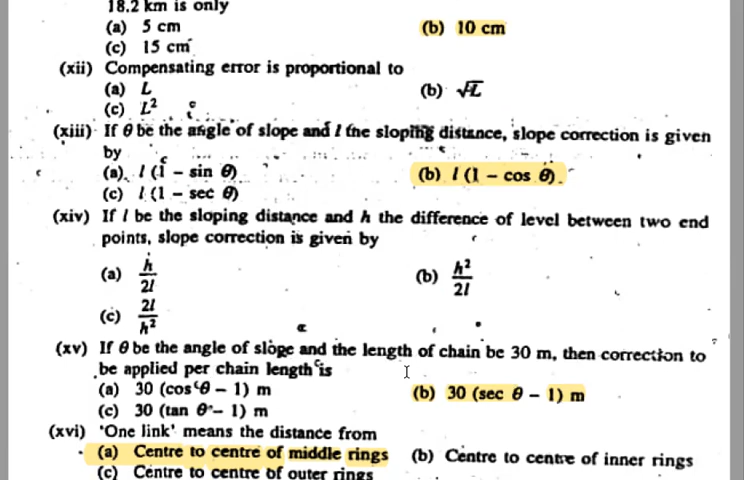 18.2 km is only
(a) 5 cm (b) 10 cm
(c) 15 cm
(xii) Compensating error is proportional to
(a) L (b) √L
(c) L²
(xiii) If θ be the angle of slope and l the sloping distance, slope correction is given
by
(a) l (1 – sin θ) (b) l (1 – cos θ).
(c) l (1 – sec θ)
(xiv) If l be the sloping distance and h the difference of level between two end
points, slope correction is given by
(a) h/2l (b) h²/2l
(c) 2l/h²
(xv) If θ be the angle of slope and the length of chain be 30 m, then correction to
be applied per chain length is
(a) 30 (cos θ – 1) m (b) 30 (sec θ – 1) m
(c) 30 (tan θ – 1) m
(xvi) 'One link' means the distance from
(a) Centre to centre of middle rings (b) Centre to centre of inner rings
(c) Centre to centre of outer rings